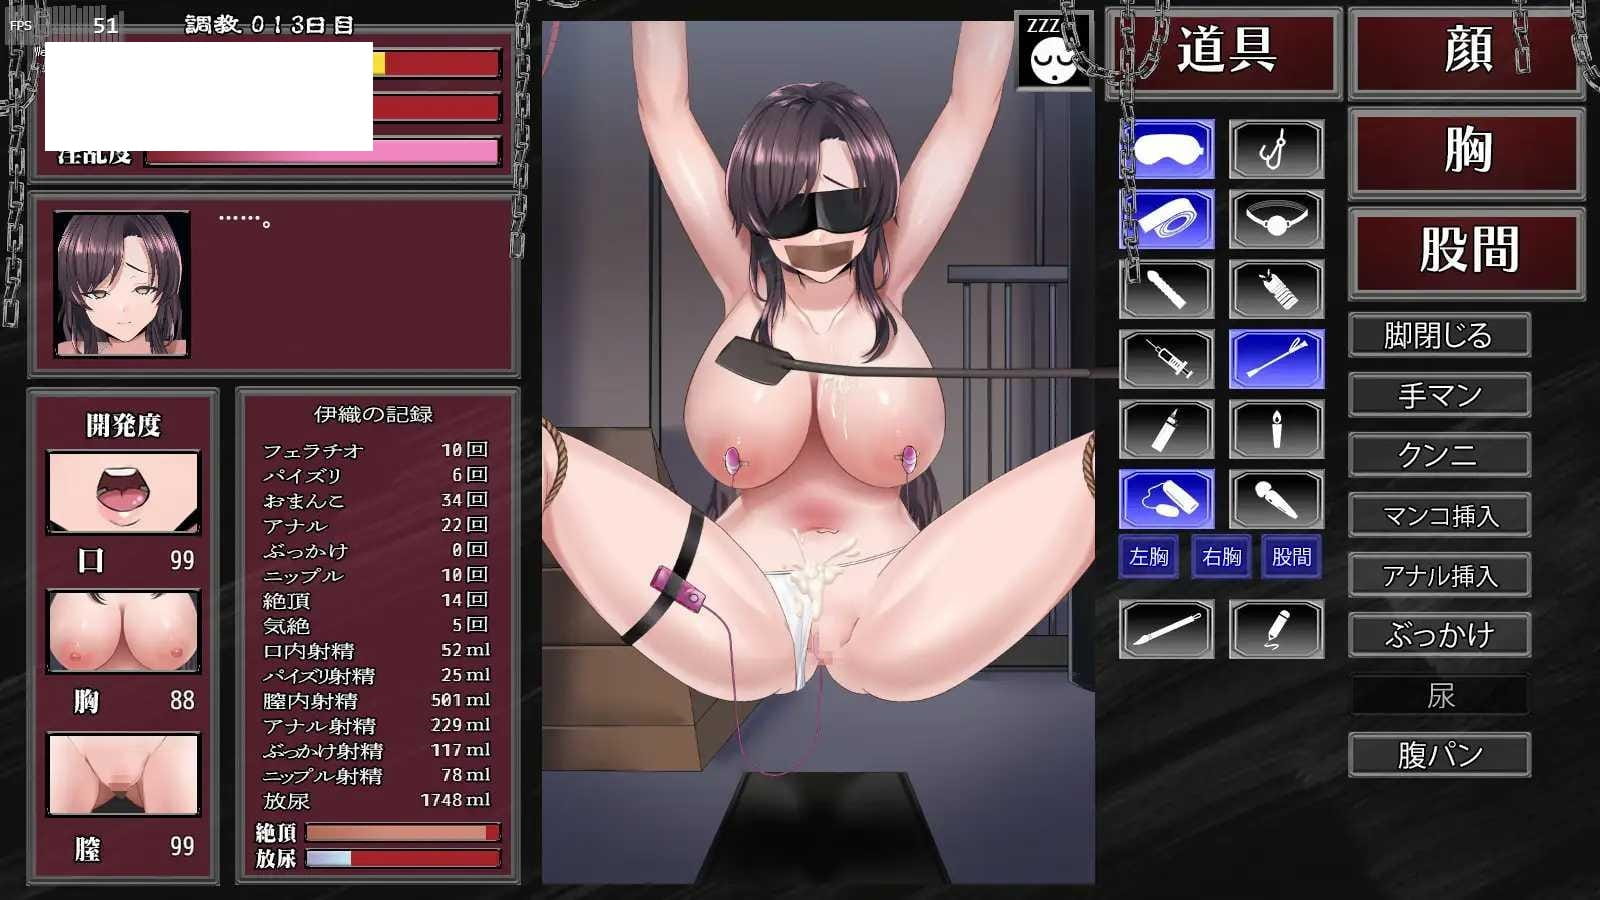 FPS 51
調教 013日目
淫乱度
……。
開発度
口 99
胸 88
膣 99
伊織の記録
フェラチオ 10回
パイズリ 6回
おまんこ 34回
アナル 22回
ぶっかけ 0回
ニップル 10回
絶頂 14回
気絶 5回
口内射精 52ml
パイズリ射精 25ml
膣内射精 501ml
アナル射精 229ml
ぶっかけ射精 117ml
ニップル射精 78ml
放尿 1748ml
絶頂
放尿
ZZZ
道具
左胸 右胸 股間
顔
胸
股間
脚閉じる
手マン
クンニ
マンコ挿入
アナル挿入
ぶっかけ
尿
腹パン